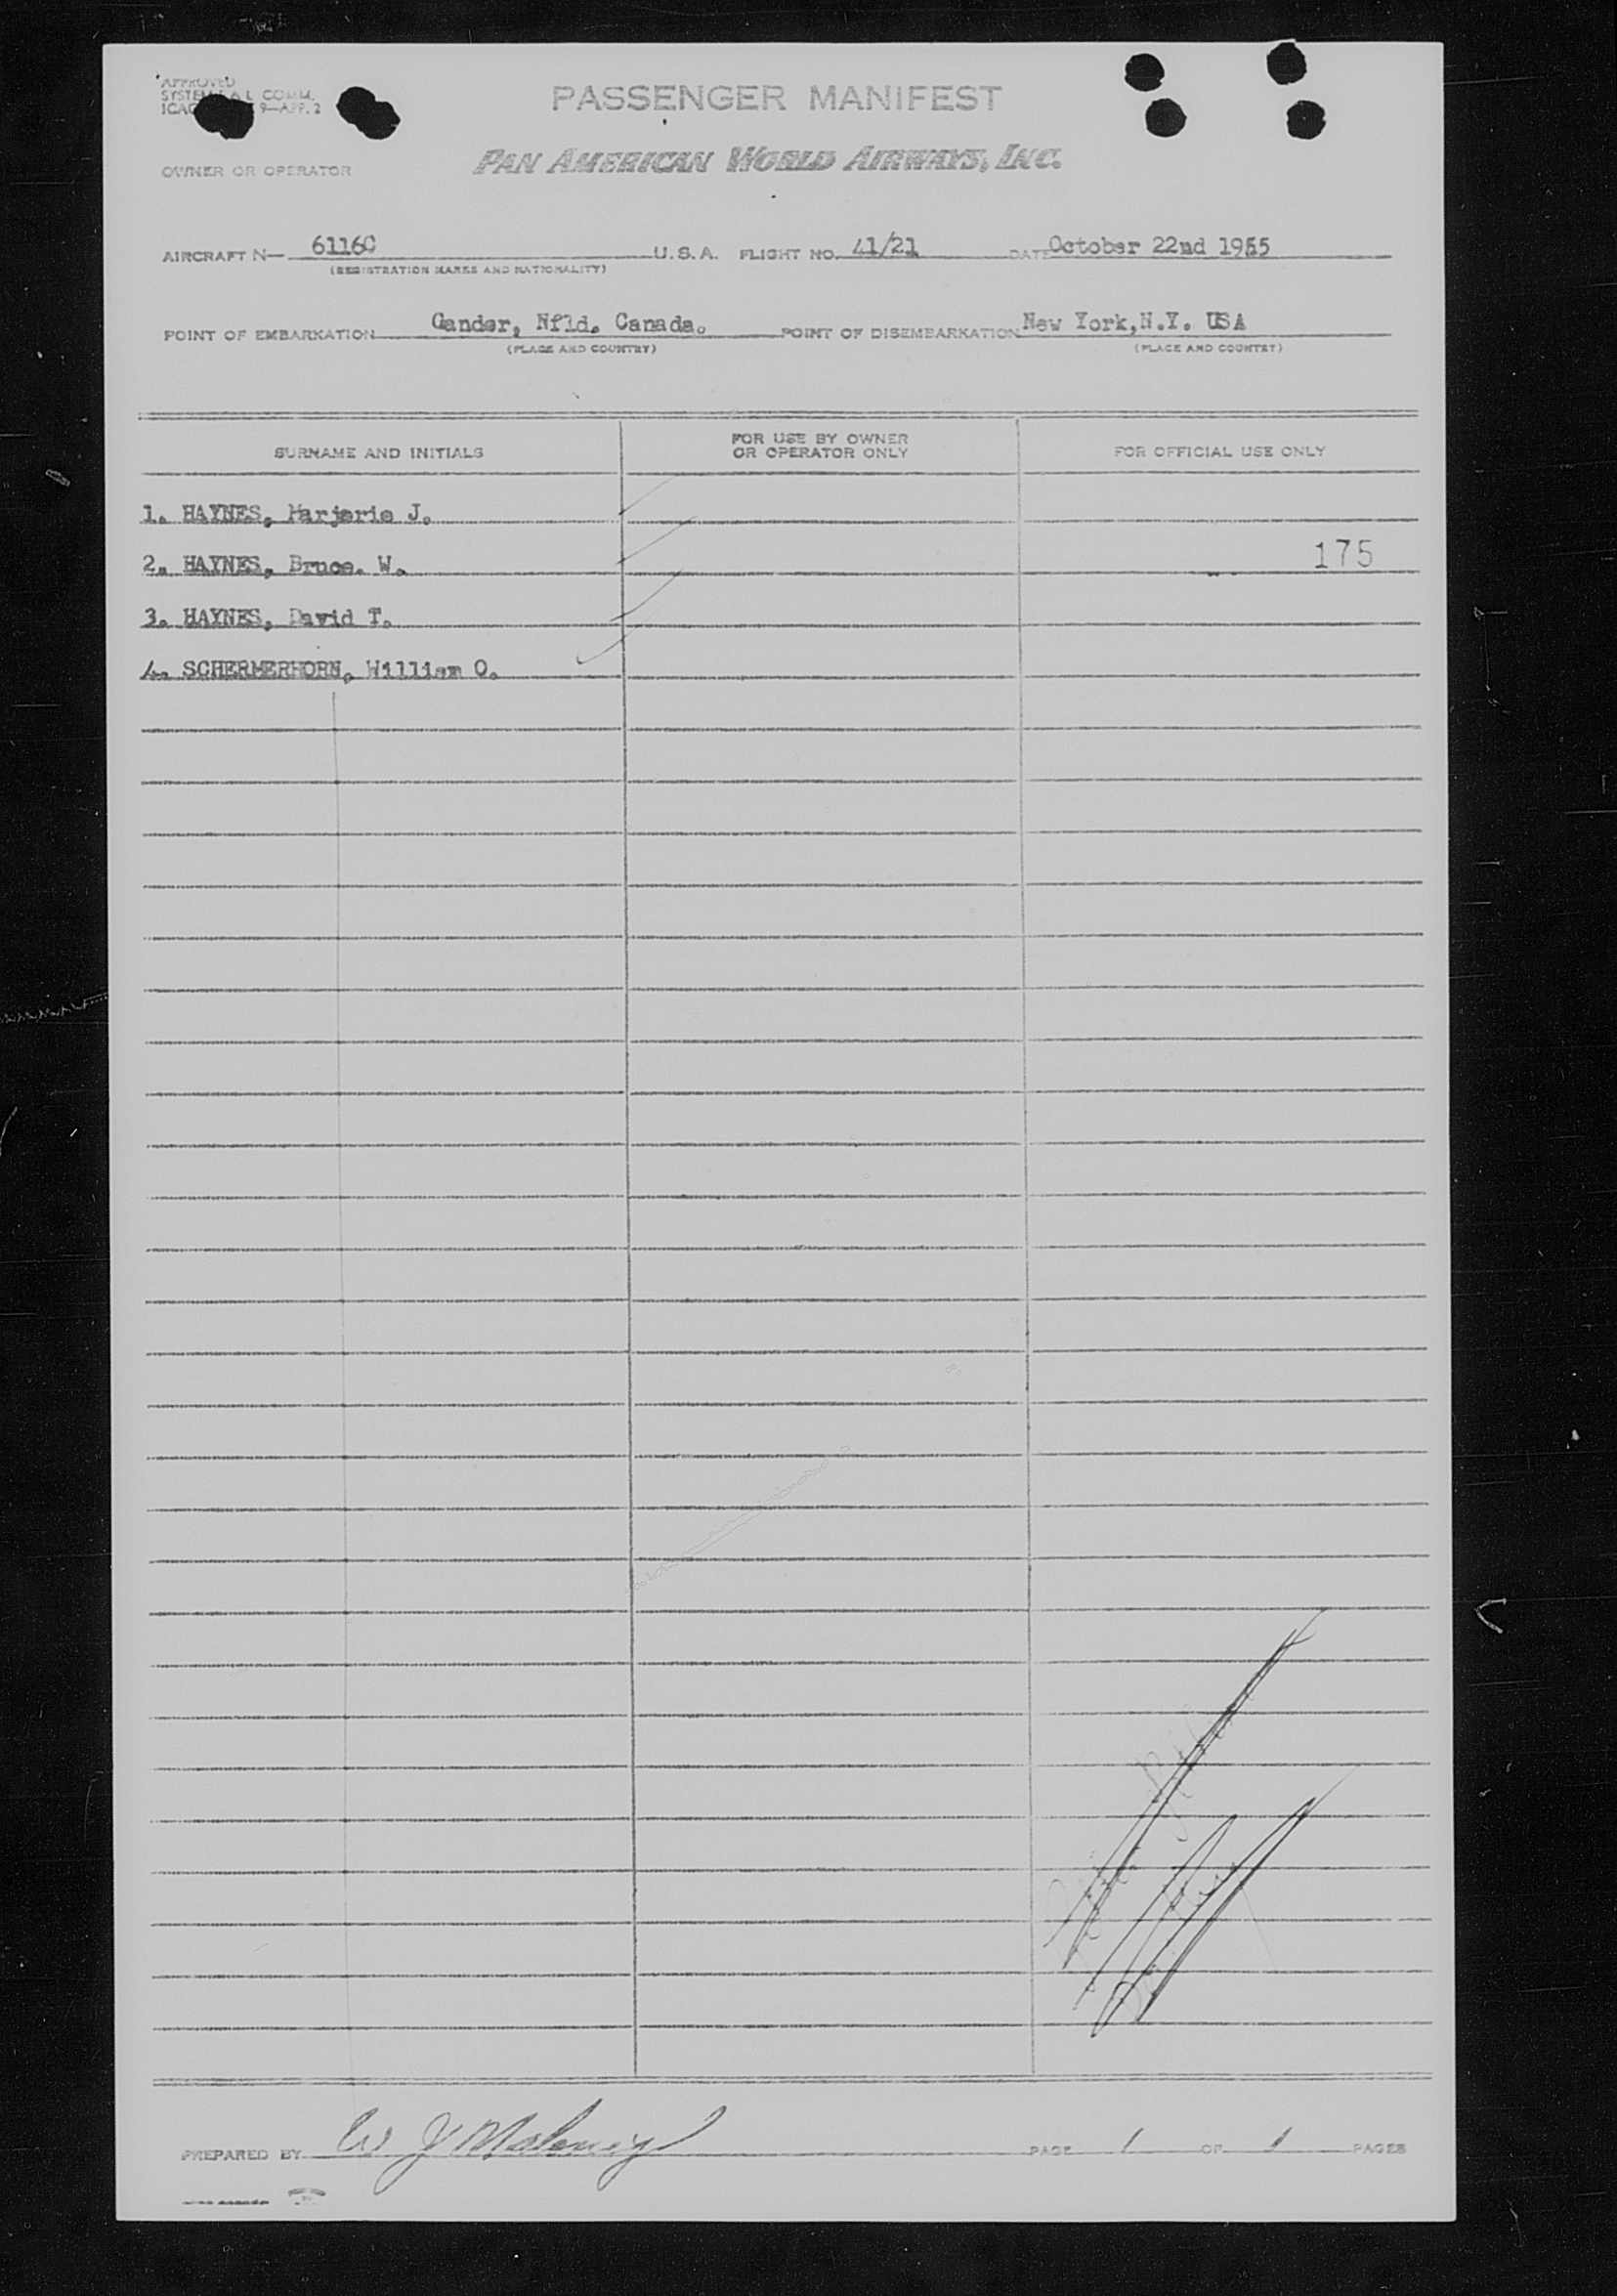 APPROVED
PASSENGER MANIFEST
OWNER OR OPERATOR
PAN AMERICAN WORLD AIRWAYS, INC.
AIRCRAFT N— 6116C U.S.A. FLIGHT NO. 41/21 DATE October 22nd 1955
(REGISTRATION MARKS AND NATIONALITY)
POINT OF EMBARKATION Gander, Nfld. Canada. POINT OF DISEMBARKATION New York,N.Y. USA
(PLACE AND COUNTRY) (PLACE AND COUNTRY)
SURNAME AND INITIALS FOR USE BY OWNER OR OPERATOR ONLY FOR OFFICIAL USE ONLY
1. HAYNES, Marjorie J.
2. HAYNES, Bruce. W. 175
3. HAYNES, David T.
4. SCHERMERHORN, William O.
PREPARED BY W J Maloney PAGE 1 OF 1 PAGES